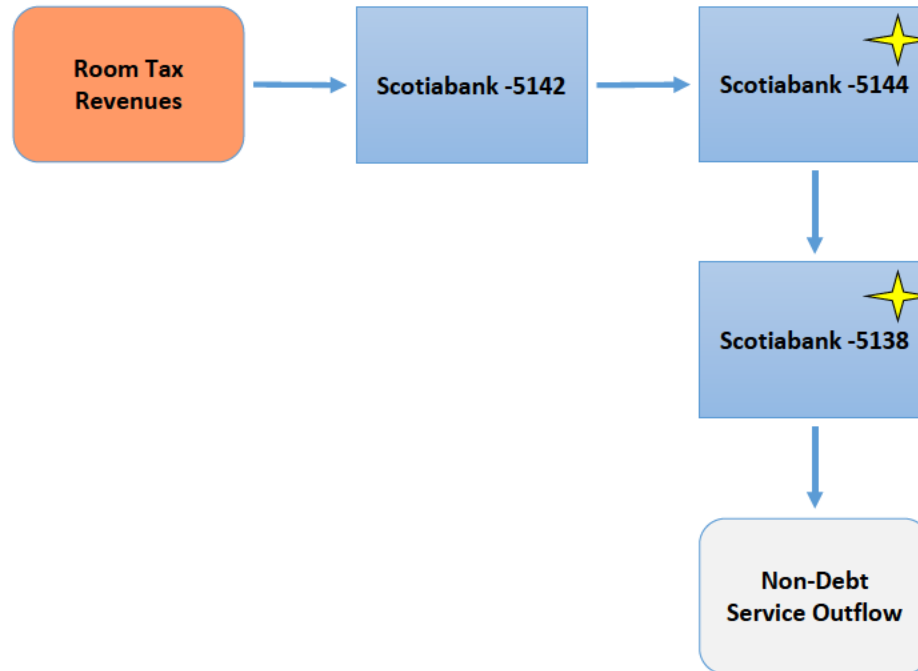 Room Tax
Revenues
Scotiabank -5142
Scotiabank -5144
Scotiabank -5138
Non-Debt
Service Outflow